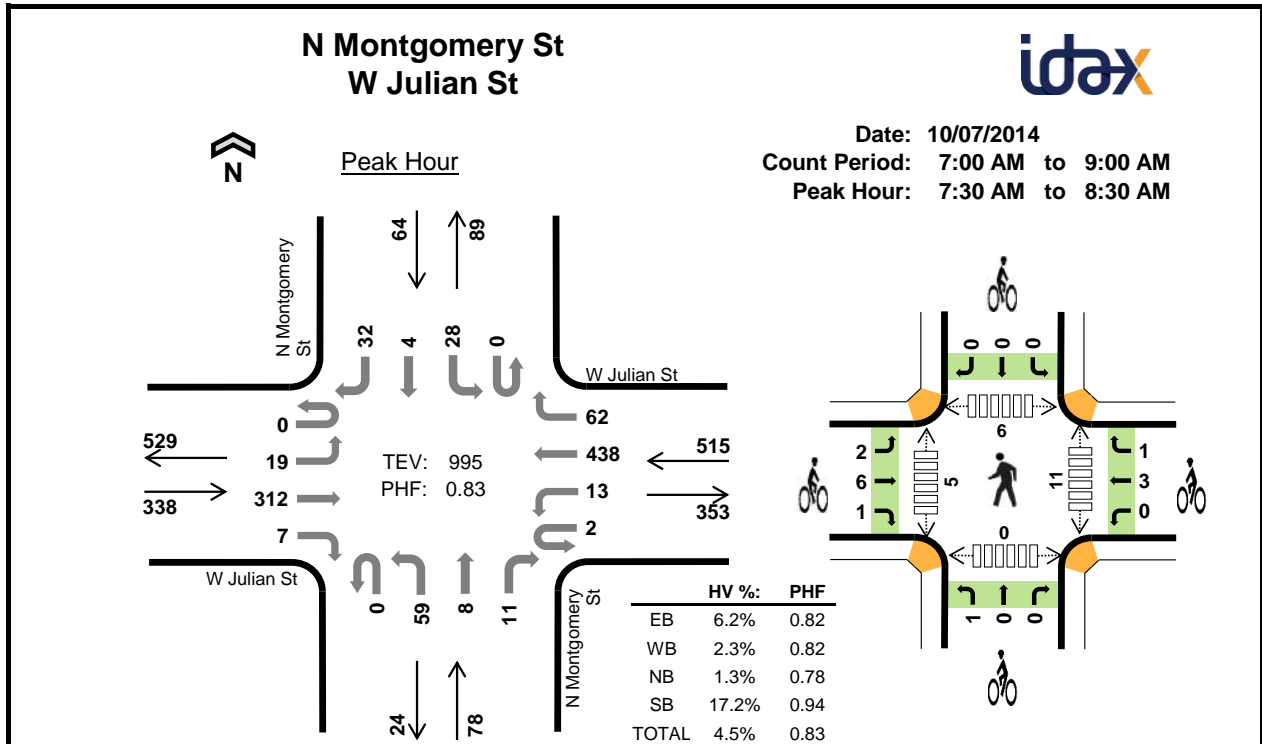 N Montgomery St
W Julian St
idax
N
Peak Hour
Date: 10/07/2014
Count Period: 7:00 AM to 9:00 AM
Peak Hour: 7:30 AM to 8:30 AM
64
89
N Montgomery
St
32
4
28
0
W Julian St
0
62
529
19
TEV: 995
438
515
338
312
PHF: 0.83
13
353
7
2
W Julian St
0
59
8
11
N Montgomery
St
24
78
HV %: PHF
EB 6.2% 0.82
WB 2.3% 0.82
NB 1.3% 0.78
SB 17.2% 0.94
TOTAL 4.5% 0.83
0 0 0
6
2
1
6
5
11
3
1
0
0
1 0 0